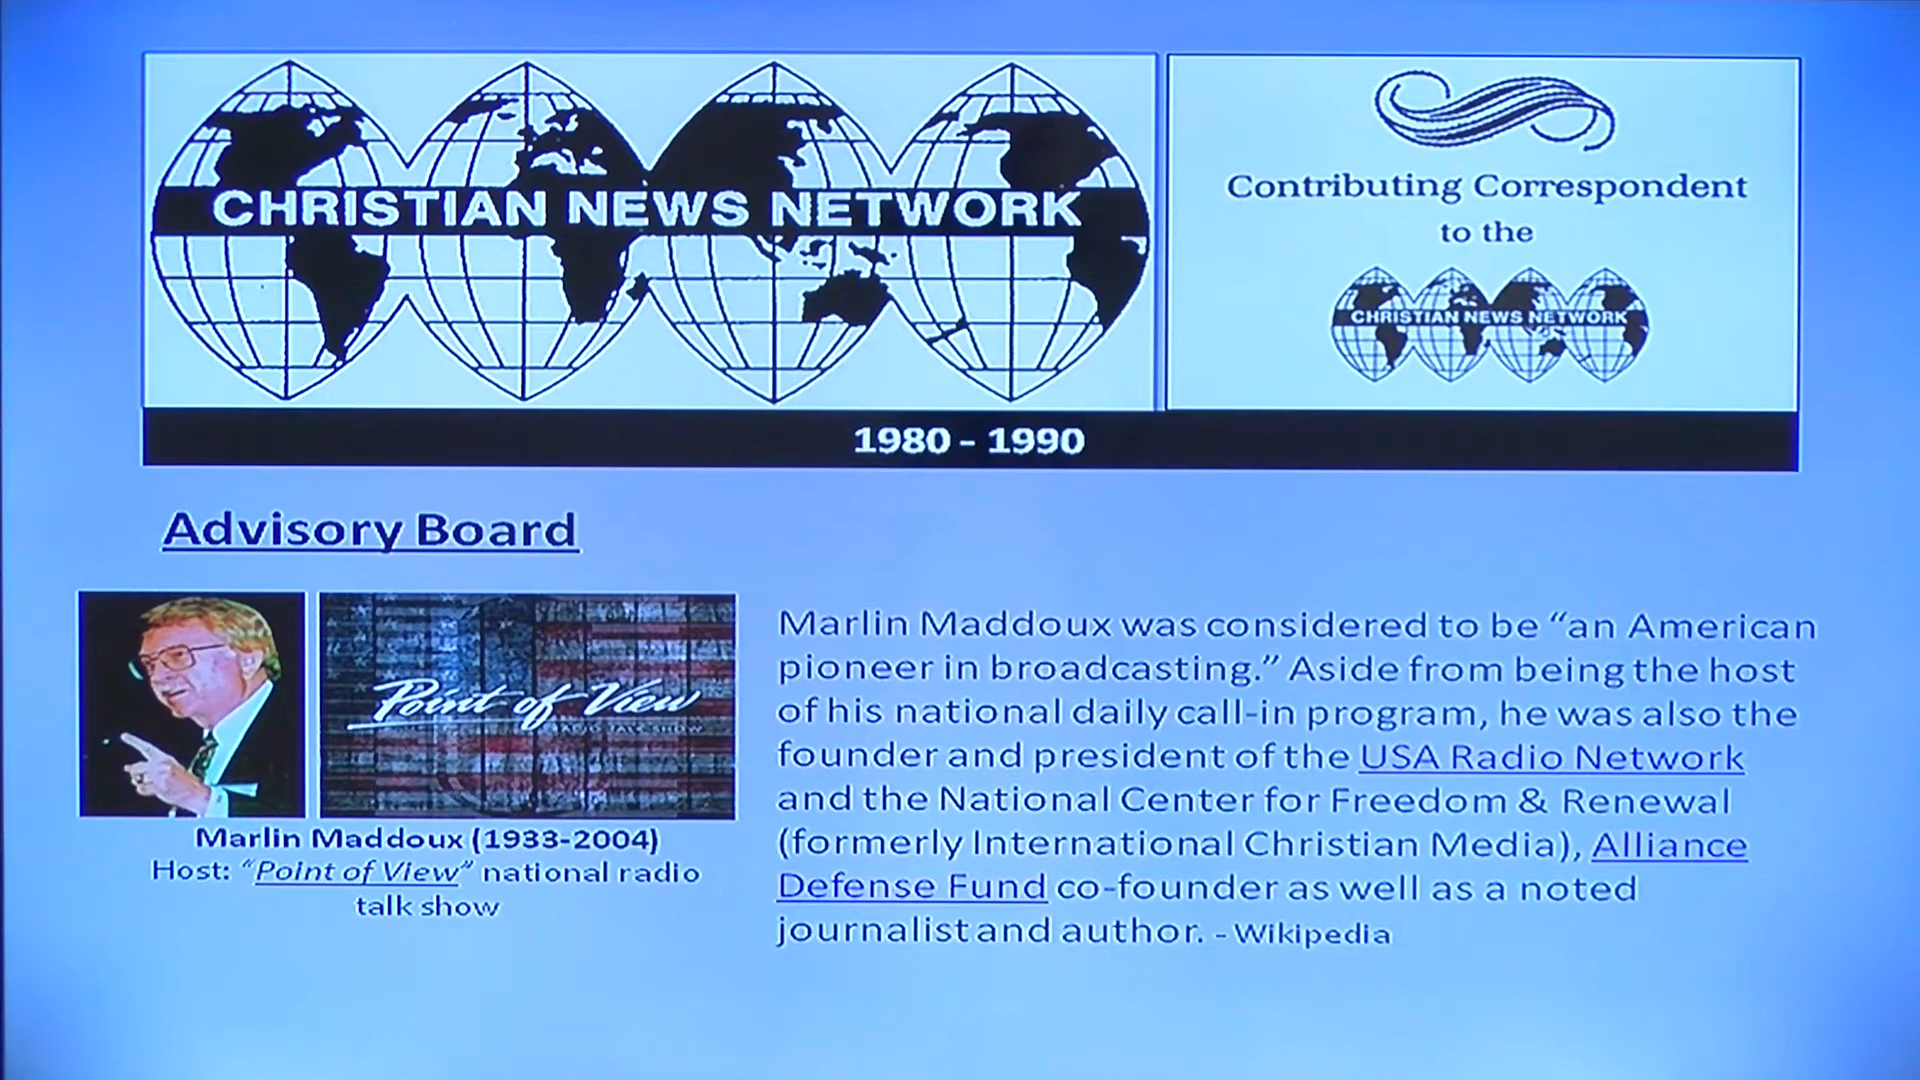 CHRISTIAN NEWS NETWORK
Contributing Correspondent
to the
CHRISTIAN NEWS NETWORK
1980 - 1990
Advisory Board
Point of View
RADIO TALK SHOW
Marlin Maddoux (1933-2004)
Host: “Point of View” national radio
talk show
Marlin Maddoux was considered to be “an American
pioneer in broadcasting.” Aside from being the host
of his national daily call-in program, he was also the
founder and president of the USA Radio Network
and the National Center for Freedom & Renewal
(formerly International Christian Media), Alliance
Defense Fund co-founder as well as a noted
journalist and author. - Wikipedia